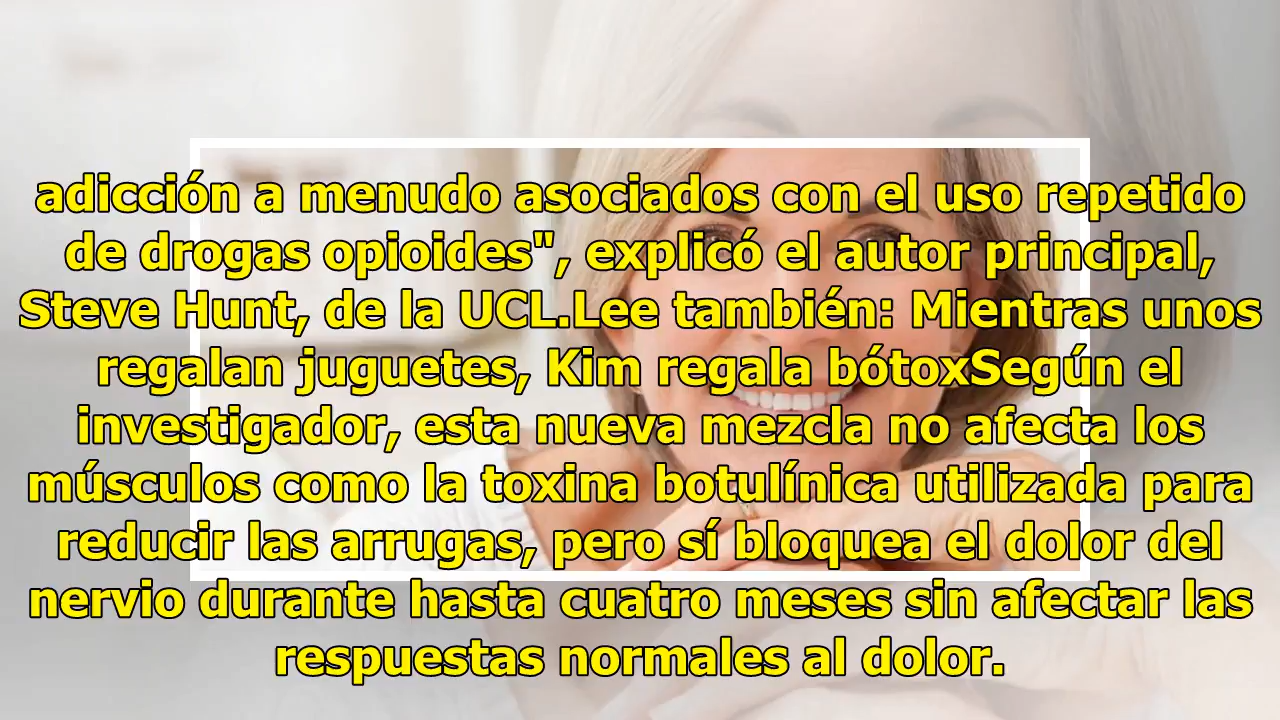 adicción a menudo asociados con el uso repetido
de drogas opioides", explicó el autor principal,
Steve Hunt, de la UCL.Lee también: Mientras unos
regalan juguetes, Kim regala bótoxSegún el
investigador, esta nueva mezcla no afecta los
músculos como la toxina botulínica utilizada para
reducir las arrugas, pero sí bloquea el dolor del
nervio durante hasta cuatro meses sin afectar las
respuestas normales al dolor.